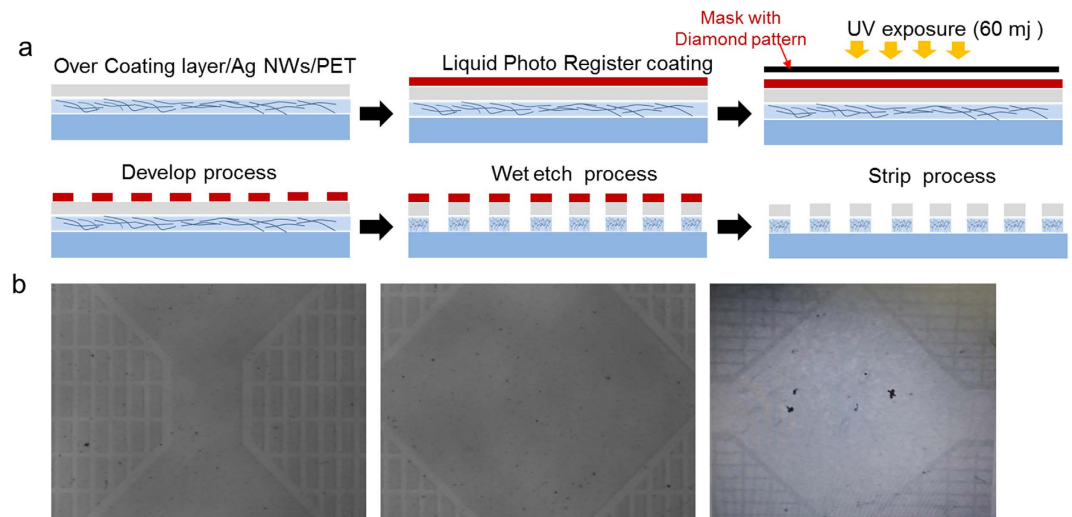 a
Over Coating layer/Ag NWs/PET
Liquid Photo Register coating
Mask with
Diamond pattern
UV exposure (60 mj )
Develop process
Wet etch process
Strip process
b